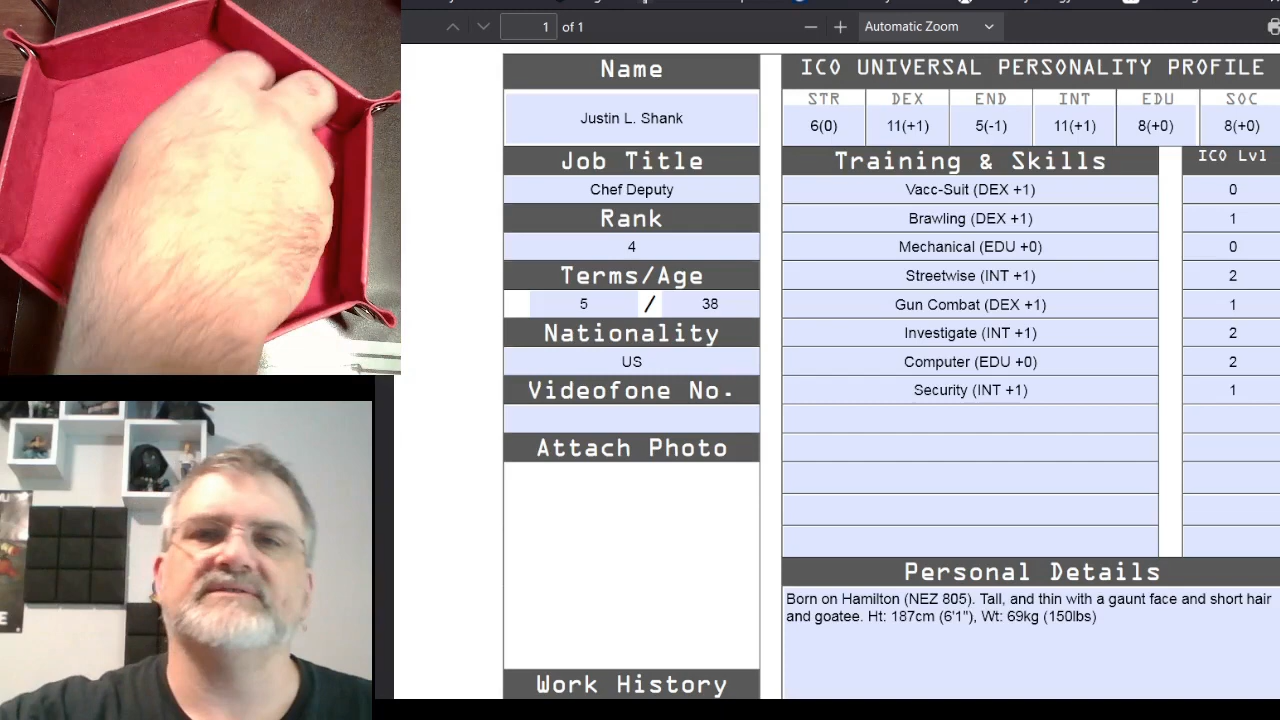 1 of 1 Automatic Zoom
Name
Justin L. Shank
Job Title
Chef Deputy
Rank
4
Terms/Age
5 / 38
Nationality
US
Videofone No.
Attach Photo
Work History
ICO UNIVERSAL PERSONALITY PROFILE
STR DEX END INT EDU SOC
6(0) 11(+1) 5(-1) 11(+1) 8(+0) 8(+0)
Training & Skills ICO Lvl
Vacc-Suit (DEX +1) 0
Brawling (DEX +1) 1
Mechanical (EDU +0) 0
Streetwise (INT +1) 2
Gun Combat (DEX +1) 1
Investigate (INT +1) 2
Computer (EDU +0) 2
Security (INT +1) 1
Personal Details
Born on Hamilton (NEZ 805). Tall, and thin with a gaunt face and short hair
and goatee. Ht: 187cm (6'1"), Wt: 69kg (150lbs)